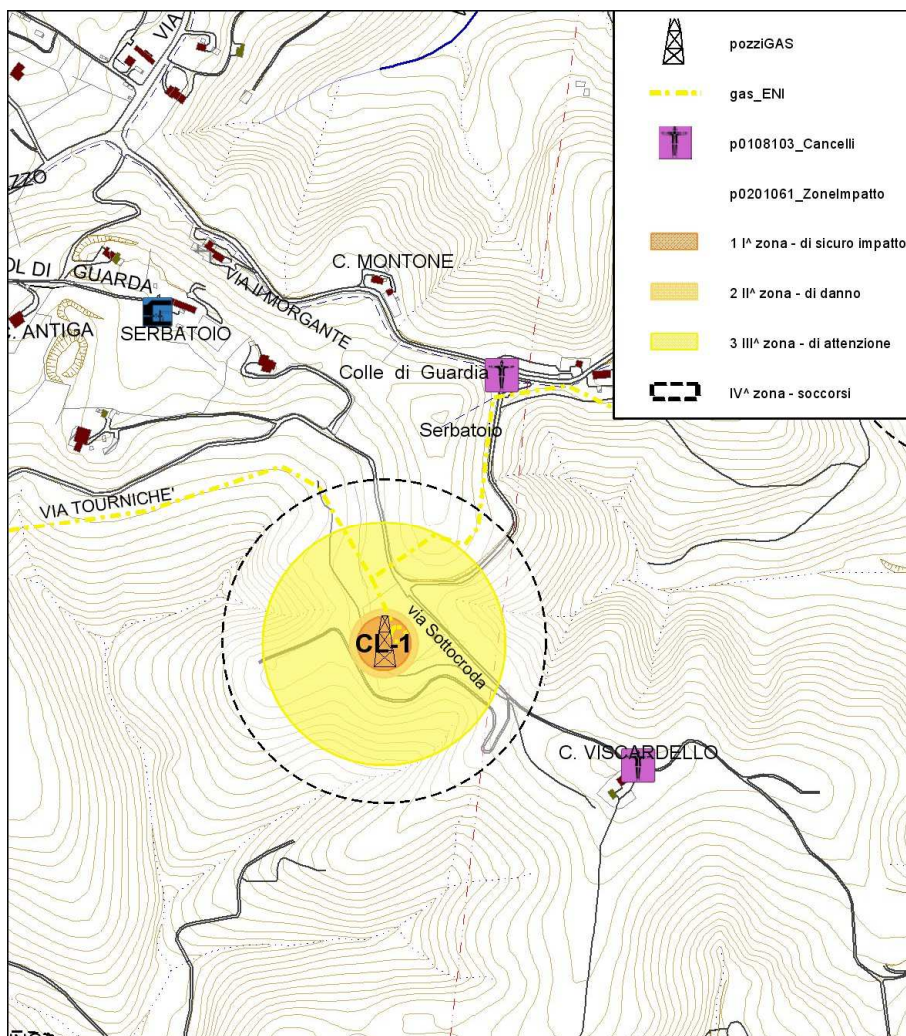 pozziGAS
gas_ENI
p0108103_Cancelli
p0201061_ZoneImpatto
1 I^ zona - di sicuro impatto
2 II^ zona - di danno
3 III^ zona - di attenzione
IV^ zona - soccorsi
VIA
C. MONTONE
GUARDA
VIA II MORGANTE
ANTIGA
SERBATOIO
Colle di Guardia
Serbatoio
VIA TOURNICHE'
CL-1
via Sottocroda
C. VISCARDELLO